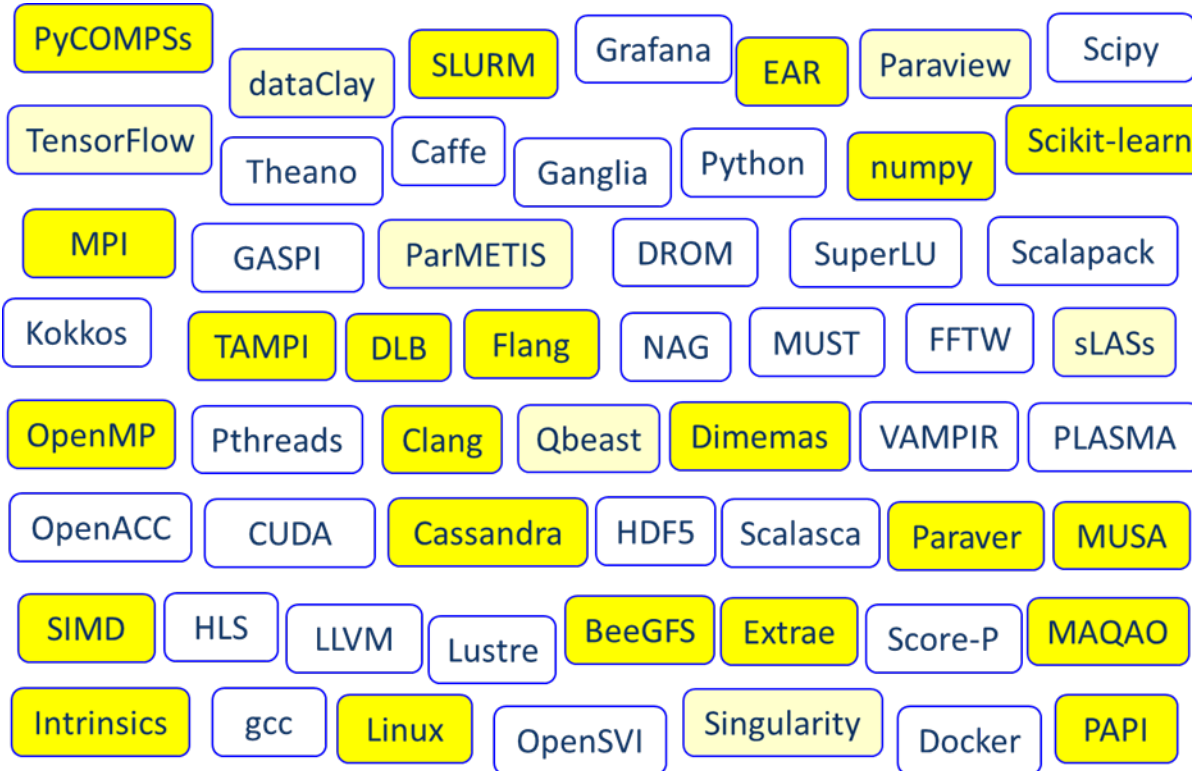 PyCOMPSs dataClay SLURM Grafana EAR Paraview Scipy
TensorFlow Theano Caffe Ganglia Python numpy Scikit-learn
MPI GASPI ParMETIS DROM SuperLU Scalapack
Kokkos TAMPI DLB Flang NAG MUST FFTW sLASs
OpenMP Pthreads Clang Qbeast Dimemas VAMPIR PLASMA
OpenACC CUDA Cassandra HDF5 Scalasca Paraver MUSA
SIMD HLS LLVM Lustre BeeGFS Extrae Score-P MAQAO
Intrinsics gcc Linux OpenSVI Singularity Docker PAPI